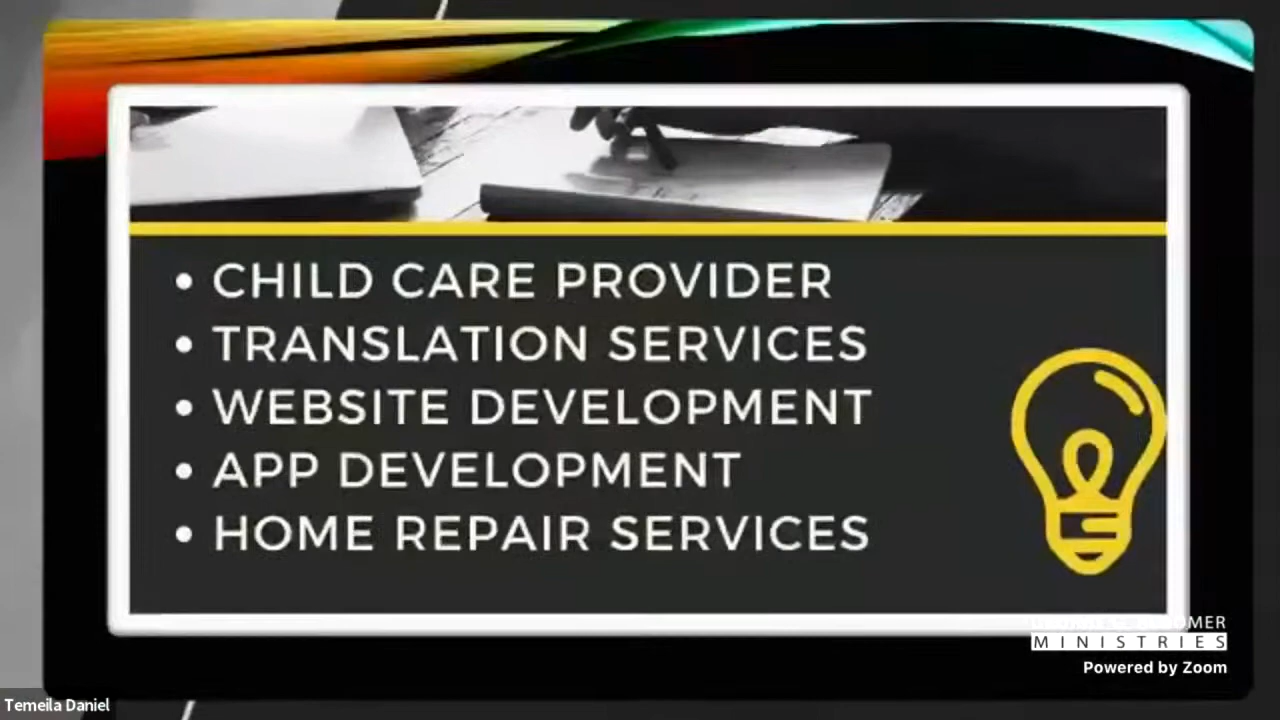 • CHILD CARE PROVIDER
• TRANSLATION SERVICES
• WEBSITE DEVELOPMENT
• APP DEVELOPMENT
• HOME REPAIR SERVICES
MINISTRIES
Powered by Zoom
Temeila Daniel